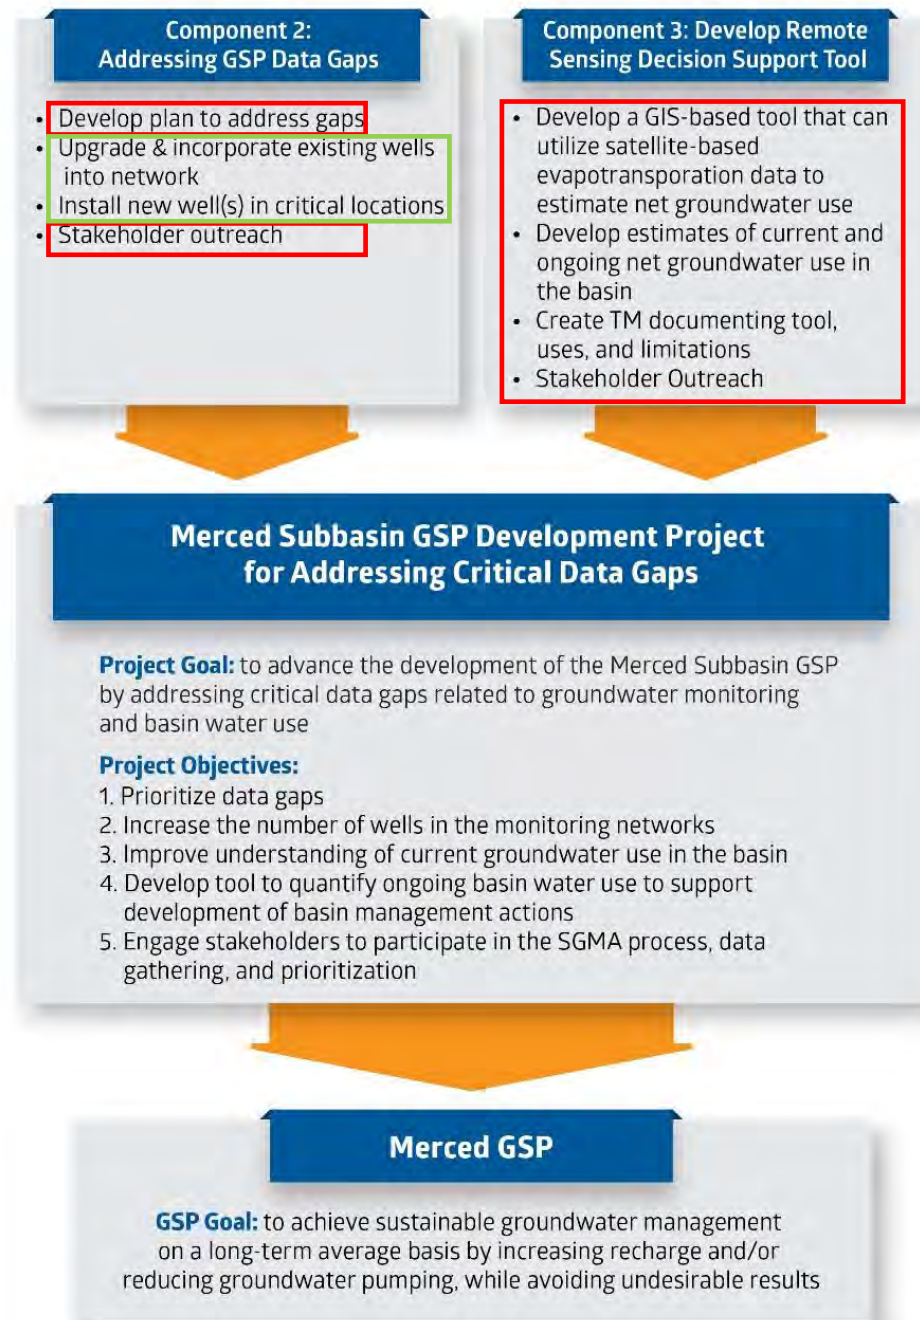 Component 2:
Addressing GSP Data Gaps
• Develop plan to address gaps
• Upgrade & incorporate existing wells
into network
• Install new well(s) in critical locations
• Stakeholder outreach
Component 3: Develop Remote
Sensing Decision Support Tool
• Develop a GIS-based tool that can
utilize satellite-based
evapotransporation data to
estimate net groundwater use
• Develop estimates of current and
ongoing net groundwater use in
the basin
• Create TM documenting tool,
uses, and limitations
• Stakeholder Outreach
Merced Subbasin GSP Development Project
for Addressing Critical Data Gaps
Project Goal: to advance the development of the Merced Subbasin GSP
by addressing critical data gaps related to groundwater monitoring
and basin water use
Project Objectives:
1. Prioritize data gaps
2. Increase the number of wells in the monitoring networks
3. Improve understanding of current groundwater use in the basin
4. Develop tool to quantify ongoing basin water use to support
development of basin management actions
5. Engage stakeholders to participate in the SGMA process, data
gathering, and prioritization
Merced GSP
GSP Goal: to achieve sustainable groundwater management
on a long-term average basis by increasing recharge and/or
reducing groundwater pumping, while avoiding undesirable results